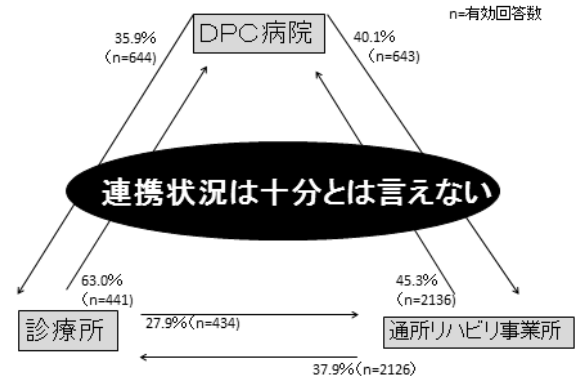 n=有効回答数
DPC病院
35.9%
(n=644)
40.1%
(n=643)
連携状況は十分とは言えない
63.0%
(n=441)
45.3%
(n=2136)
診療所
27.9%(n=434)
通所リハビリ事業所
37.9%(n=2126)